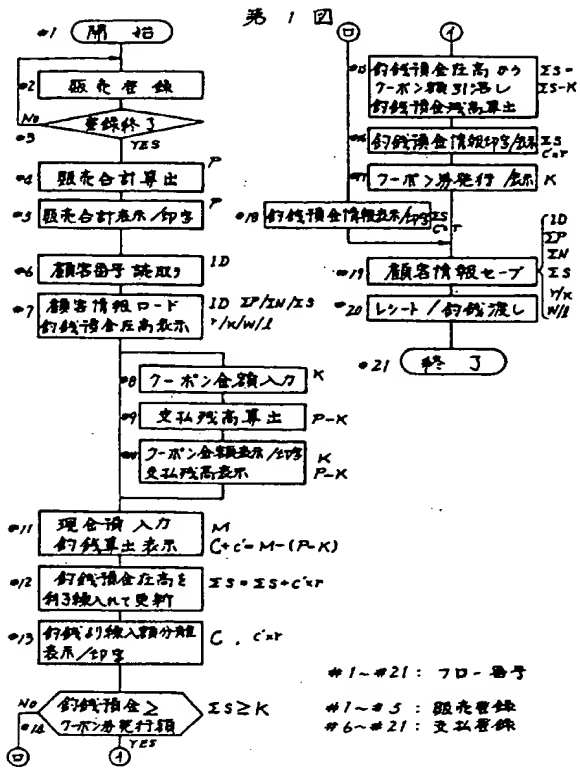 第 1 図
#1 開 始
#2 販売登録
NO
#3 登録終了
YES
#4 販売合計算出 P
#5 販売合計表示/印字 P
#6 顧客番号読取り ID
#7 顧客情報ロード ID ΣP/ΣN/ΣS
釣銭預金在高表示 r/K/W/l
#8 クーポン金額入力 K
#9 支払残高算出 P-K
クーポン金額表示/印字 K
支払残高表示 P-K
#11 現金預入力 M
釣銭算出表示 C+c'=M-(P-K)
#12 釣銭預金在高を
利子繰入れて更新 ΣS=ΣS+c'×r
#13 釣銭より繰入額分離 C, c'×r
表示/印字
NO 釣銭預金≥ ΣS≥K
#14 クーポン券発行額
YES
ロ イ
ロ イ
#15 釣銭預金在高から ΣS=
クーポン額引落し ΣS-K
釣銭預金残高算出
#16 釣銭預金情報印字/表示 ΣS
c'×r
#17 クーポン券発行/表示 K
#18 釣銭預金情報表示/印字 ΣS
c'×r
#19 顧客情報セーブ
ID
ΣP
ΣN
ΣS
r/K
W/l
#20 レシート/釣銭渡し
#21 終 了
#1~#21: フロー番号
#1~#5: 販売登録
#6~#21: 支払登録